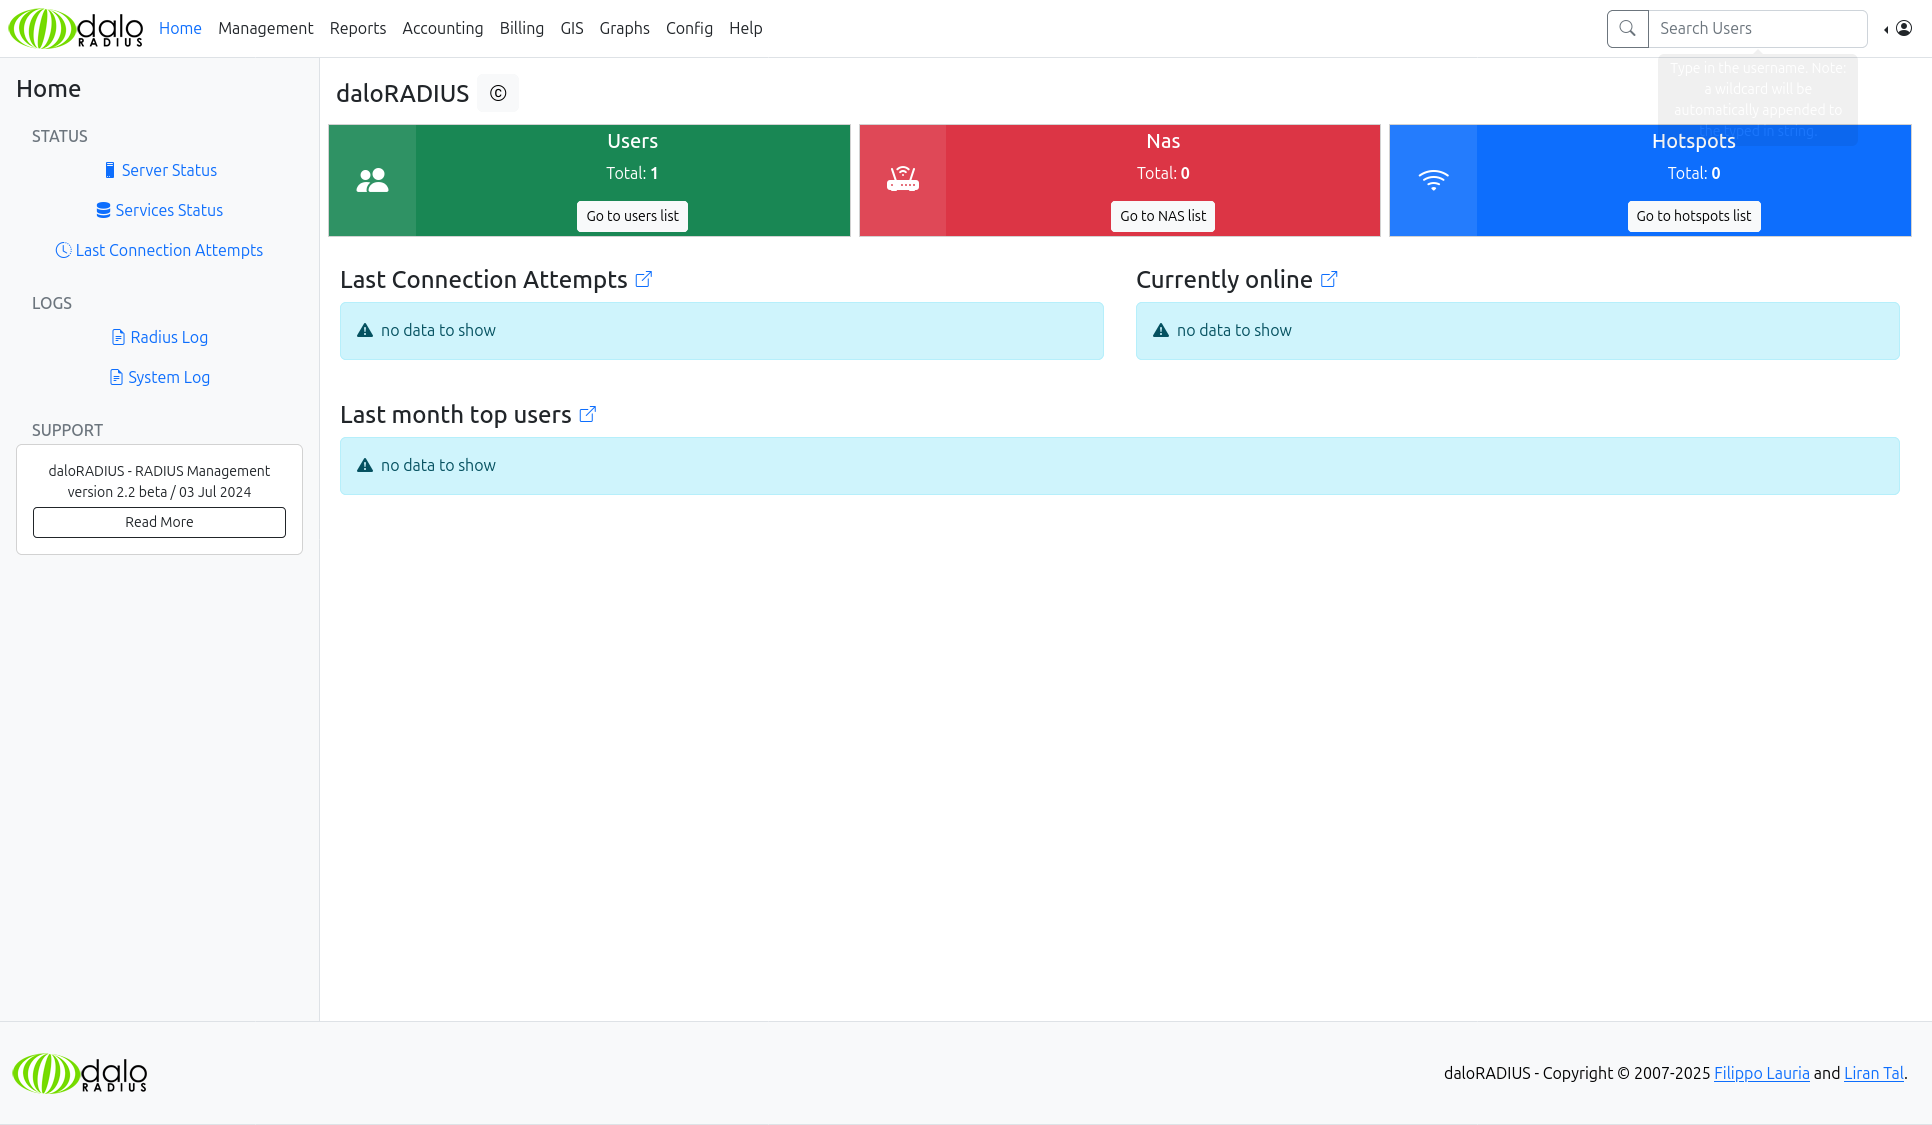 dalo
RADIUS
Home Management Reports Accounting Billing GIS Graphs Config Help
Search Users
Type in the username. Note:
a wildcard will be
automatically appended to
the typed in string.
Home
STATUS
Server Status
Services Status
Last Connection Attempts
LOGS
Radius Log
System Log
SUPPORT
daloRADIUS - RADIUS Management
version 2.2 beta / 03 Jul 2024
Read More
daloRADIUS ©
Users
Total: 1
Go to users list
Nas
Total: 0
Go to NAS list
Hotspots
Total: 0
Go to hotspots list
Last Connection Attempts
no data to show
Currently online
no data to show
Last month top users
no data to show
dalo
RADIUS
daloRADIUS - Copyright © 2007-2025 Filippo Lauria and Liran Tal.